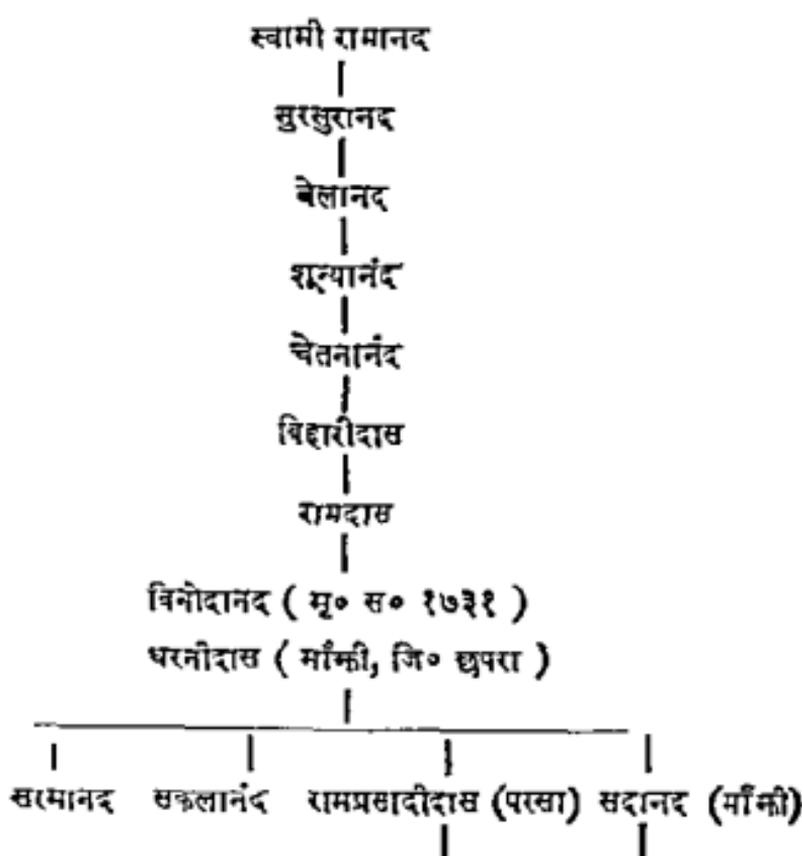 स्वामी रामानद
सुरसुरानद
बेलानद
शून्यानंद
चेतनानंद
विहारीदास
रामदास
विनोदानद ( मृ० स० १७३१ )
धरनीदास ( माँझी, जि० छपरा )
सरमानद सकलानंद रामप्रसादीदास (परसा) सदानद (माँझी)